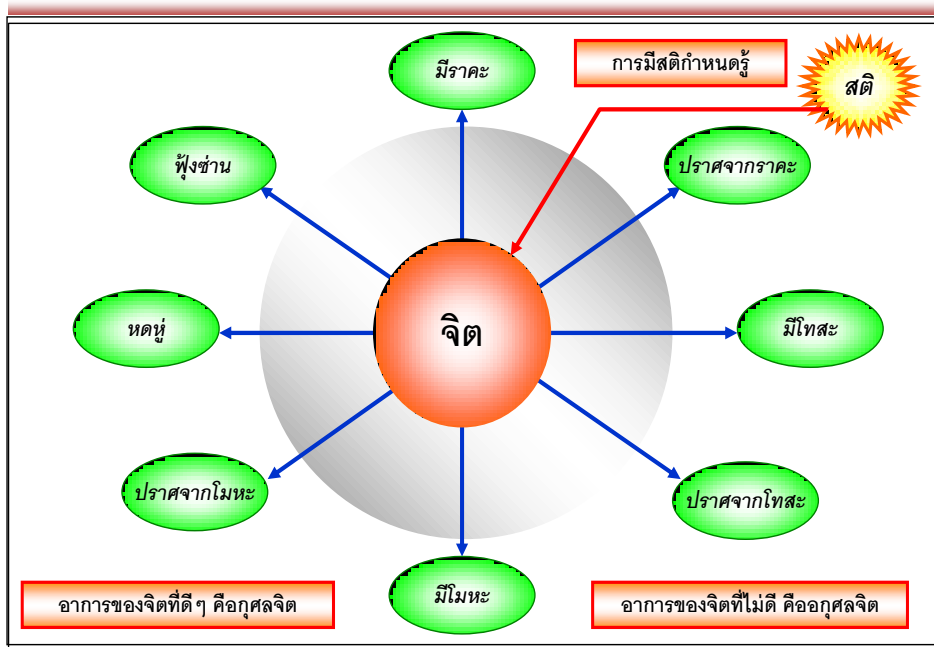 มีราคะ
การมีสติกำหนดรู้
สติ
ฟุ้งซ่าน
ปราศจากราคะ
หดหู่
จิต
มีโทสะ
ปราศจากโมหะ
ปราศจากโทสะ
มีโมหะ
อาการของจิตที่ดีๆ คือกุศลจิต
อาการของจิตที่ไม่ดี คืออกุศลจิต